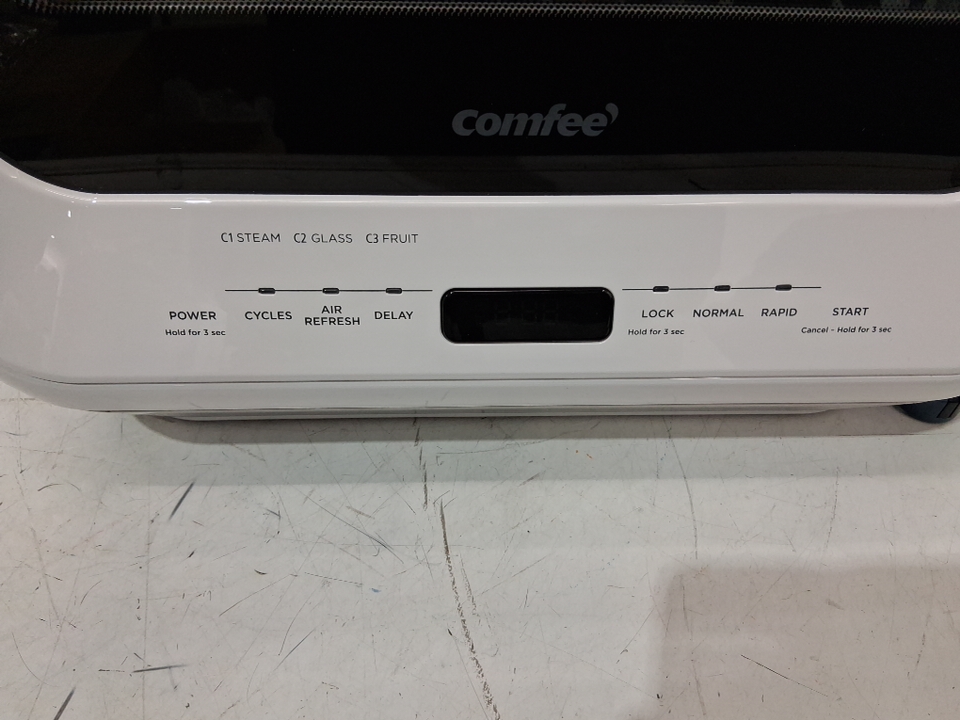 comfee'
C1 STEAM C2 GLASS C3 FRUIT
POWER CYCLES AIR REFRESH DELAY LOCK NORMAL RAPID START
Hold for 3 sec Hold for 3 sec Cancel - Hold for 3 sec